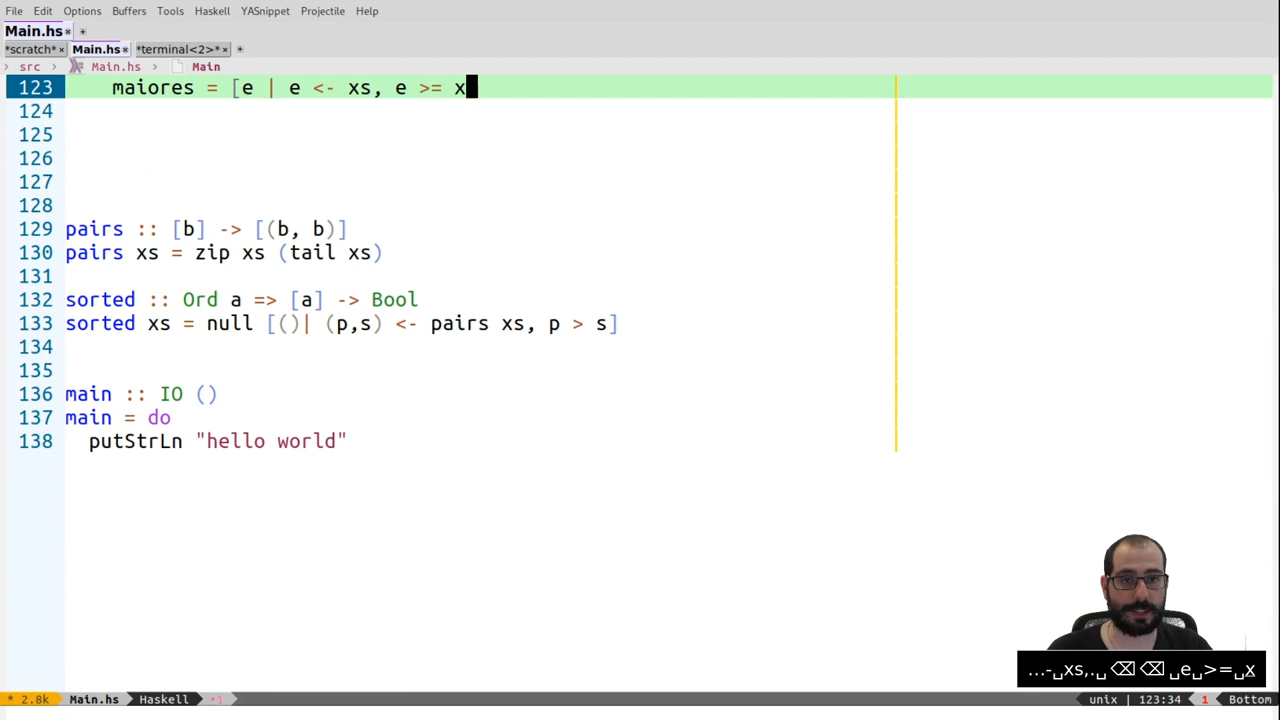 File Edit Options Buffers Tools Haskell YASnippet Projectile Help
Main.hs
*scratch* Main.hs *terminal<2>*
src Main.hs Main
123 maiores = [e | e <- xs, e >= x
124
125
126
127
128
129 pairs :: [b] -> [(b, b)]
130 pairs xs = zip xs (tail xs)
131
132 sorted :: Ord a => [a] -> Bool
133 sorted xs = null [()| (p,s) <- pairs xs, p > s]
134
135
136 main :: IO ()
137 main = do
138 putStrLn "hello world"
...-␣xs,.␣⌫⌫␣e␣>=␣x
* 2.8k Main.hs Haskell •1 unix | 123:34 1 Bottom